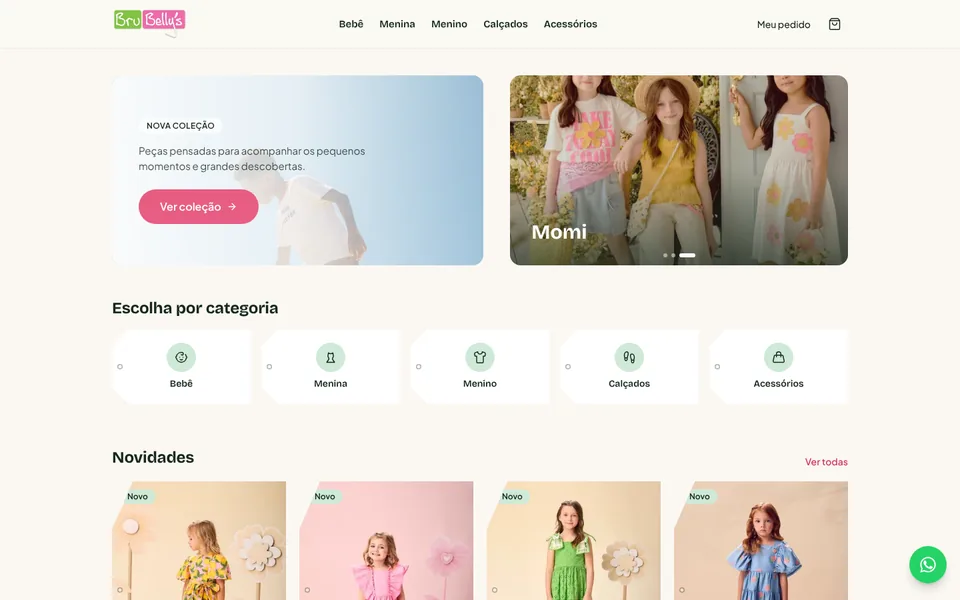 Bru Belly's
Bebê
Menina
Menino
Calçados
Acessórios
Meu pedido
NOVA COLEÇÃO
Peças pensadas para acompanhar os pequenos
momentos e grandes descobertas.
Ver coleção
Momi
Escolha por categoria
Bebê
Menina
Menino
Calçados
Acessórios
Novidades
Ver todas
Novo
Novo
Novo
Novo